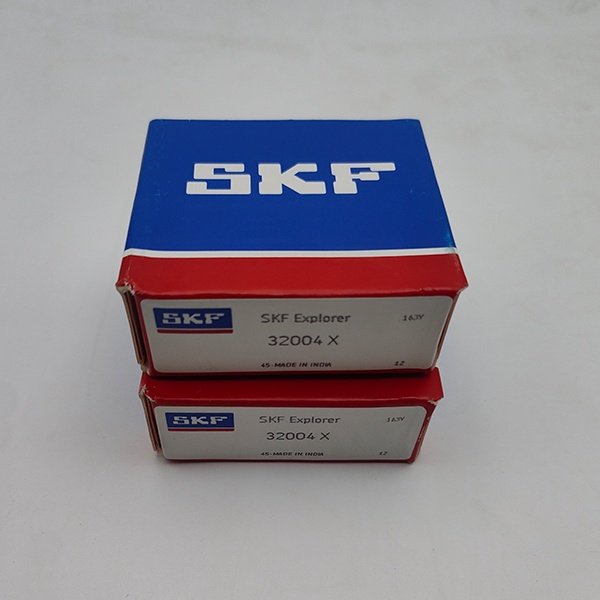 SKF
SKF SKF Explorer 163Y
32004 X
45-MADE IN INDIA 12
SKF SKF Explorer 163Y
32004 X
45-MADE IN INDIA 12